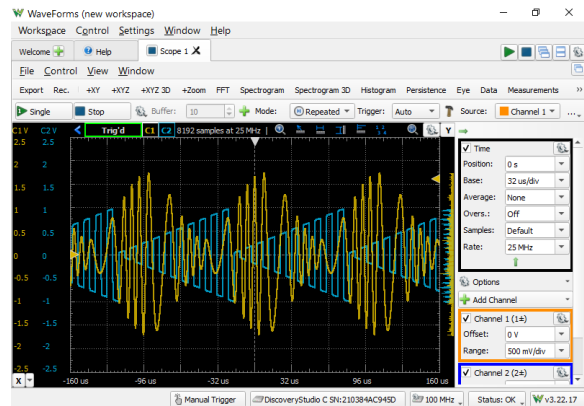 WaveForms (new workspace)
Workspace Control Settings Window Help
Welcome Help Scope 1
File Control View Window
Export Rec. +XY +XYZ +XYZ 3D +Zoom FFT Spectrogram Spectrogram 3D Histogram Persistence Eye Data Measurements »
Single Stop Buffer: 10 Mode: Repeated Trigger: Auto Source: Channel 1 ...
C1 V C2 V Trig'd C1 C2 8192 samples at 25 MHz Y
2.5 2.5
2 2
1.5 1.5
1 1
0.5 0.5
0 0
-0.5 -0.5
-1 -1
-1.5 -1.5
-2 -2
-2.5 -2.5
X -160 us -96 us -32 us 32 us 96 us 160 us
Time
Position: 0 s
Base: 32 us/div
Average: None
Overs.: Off
Samples: Default
Rate: 25 MHz
Options
Add Channel
Channel 1 (1±)
Offset: 0 V
Range: 500 mV/div
Channel 2 (2±)
Manual Trigger DiscoveryStudio C SN:210384AC945D 100 MHz Status: OK v3.22.17